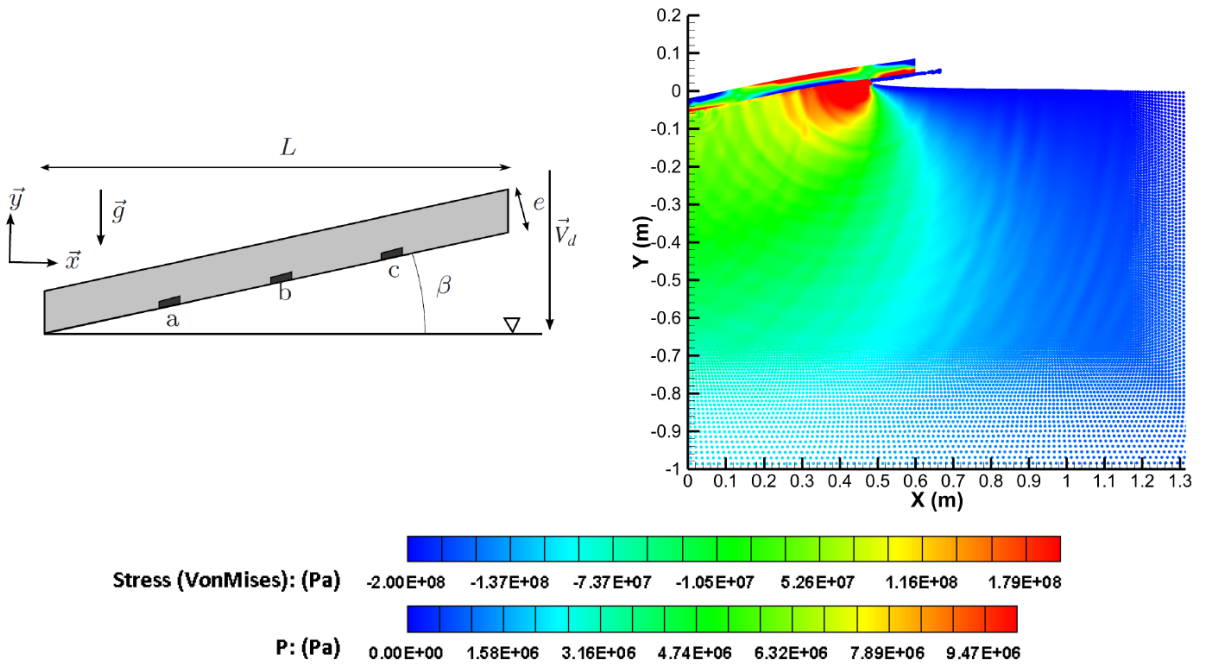 L
e
y⃗
g⃗
V⃗d
x⃗
a
b
c
β
0.2
0.1
0
-0.1
-0.2
-0.3
-0.4
-0.5
-0.6
-0.7
-0.8
-0.9
-1
Y (m)
0 0.1 0.2 0.3 0.4 0.5 0.6 0.7 0.8 0.9 1 1.1 1.2 1.3
X (m)
Stress (VonMises): (Pa) -2.00E+08 -1.37E+08 -7.37E+07 -1.05E+07 5.26E+07 1.16E+08 1.79E+08
P: (Pa) 0.00E+00 1.58E+06 3.16E+06 4.74E+06 6.32E+06 7.89E+06 9.47E+06